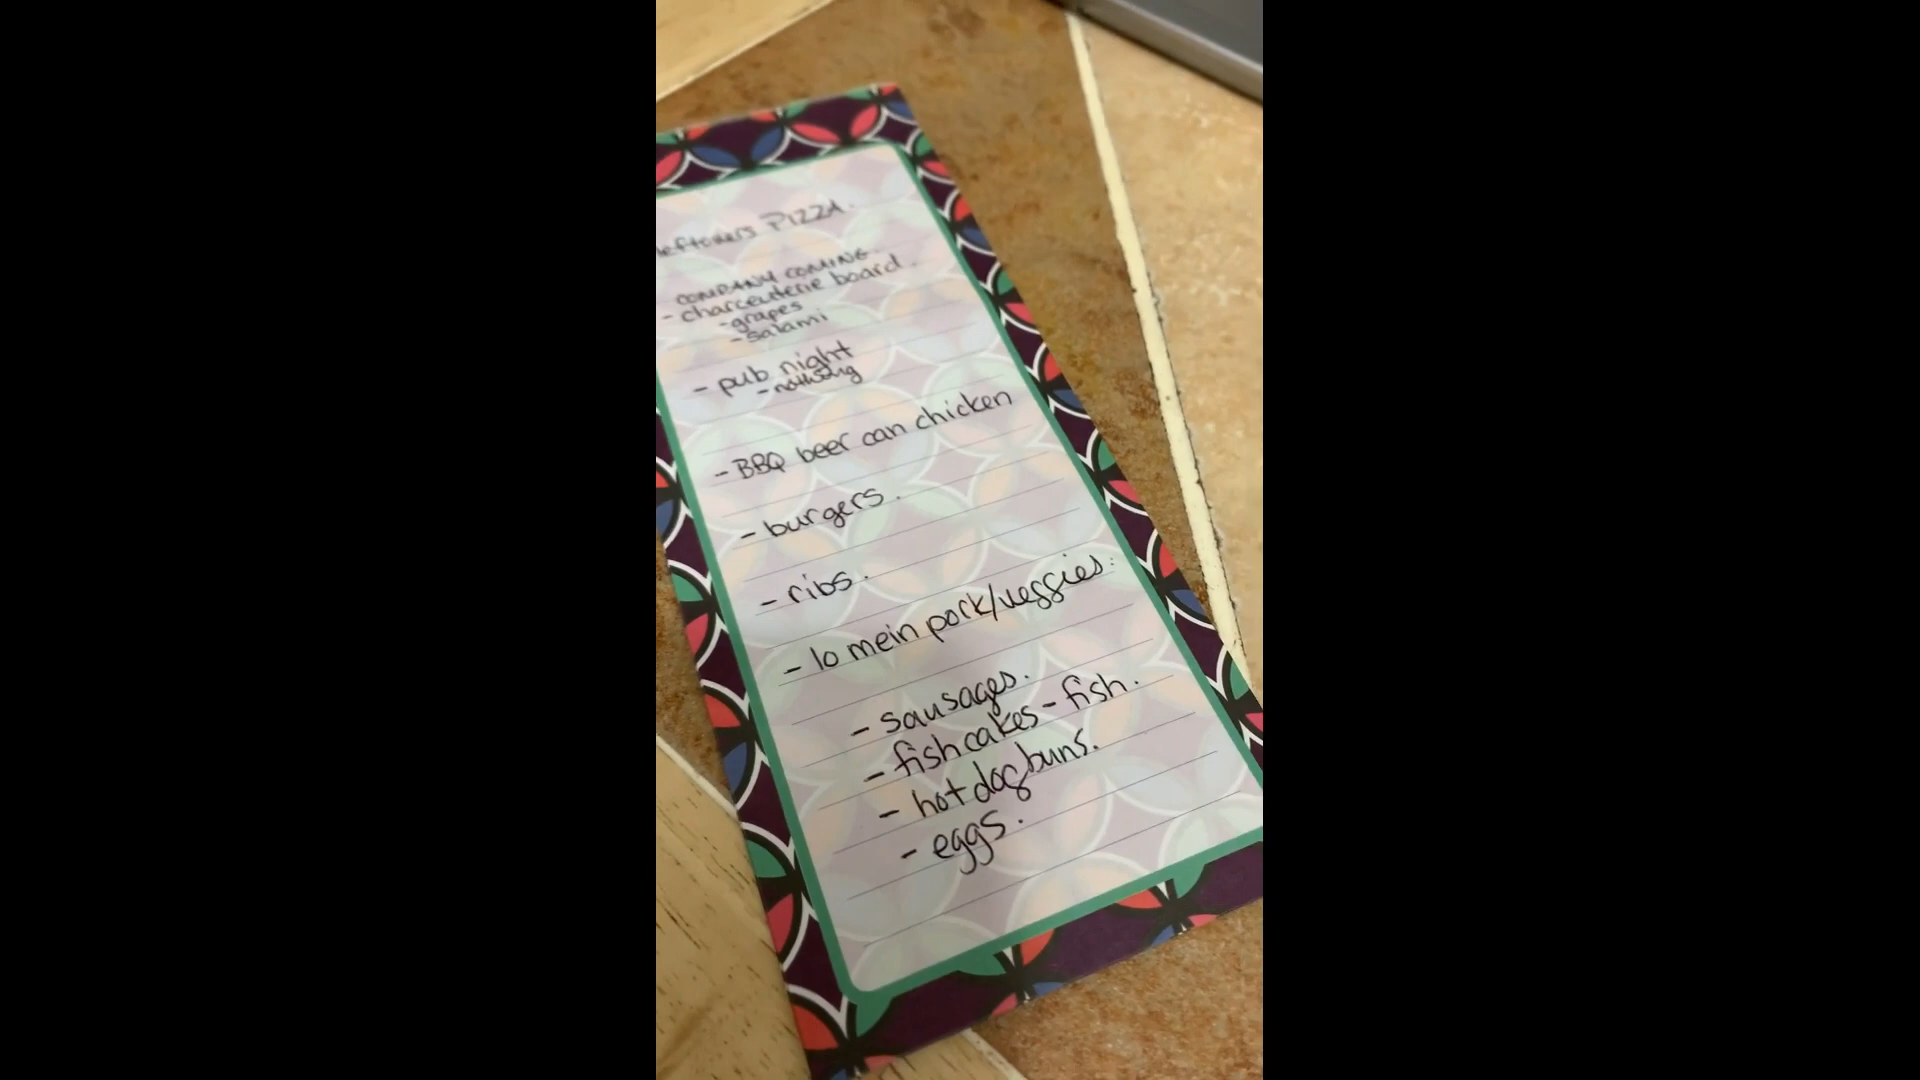 leftovers PIZZA.
COMPANY COMING.
- charceuterie board.
- grapes
- salami
- pub night
- nothing
- BBQ beer can chicken
- burgers.
- ribs.
- lo mein pork/veggies.
- sausages.
- fishcakes - fish.
- hot dog buns.
- eggs.